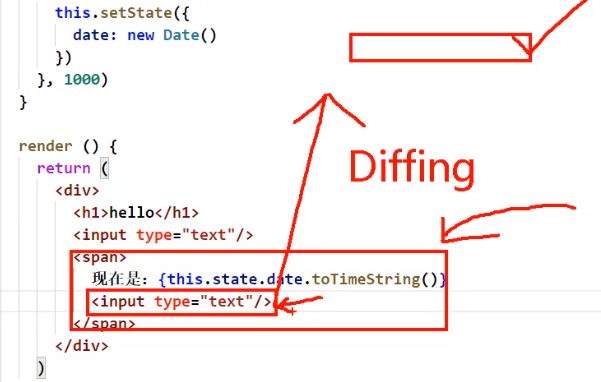 this.setState({
date: new Date()
})
}, 1000)
}
render () {
return (
Diffing
<div>
<h1>hello</h1>
<input type="text"/>
<span>
现在是：{this.state.date.toTimeString()}
<input type="text"/>
</span>
</div>
)